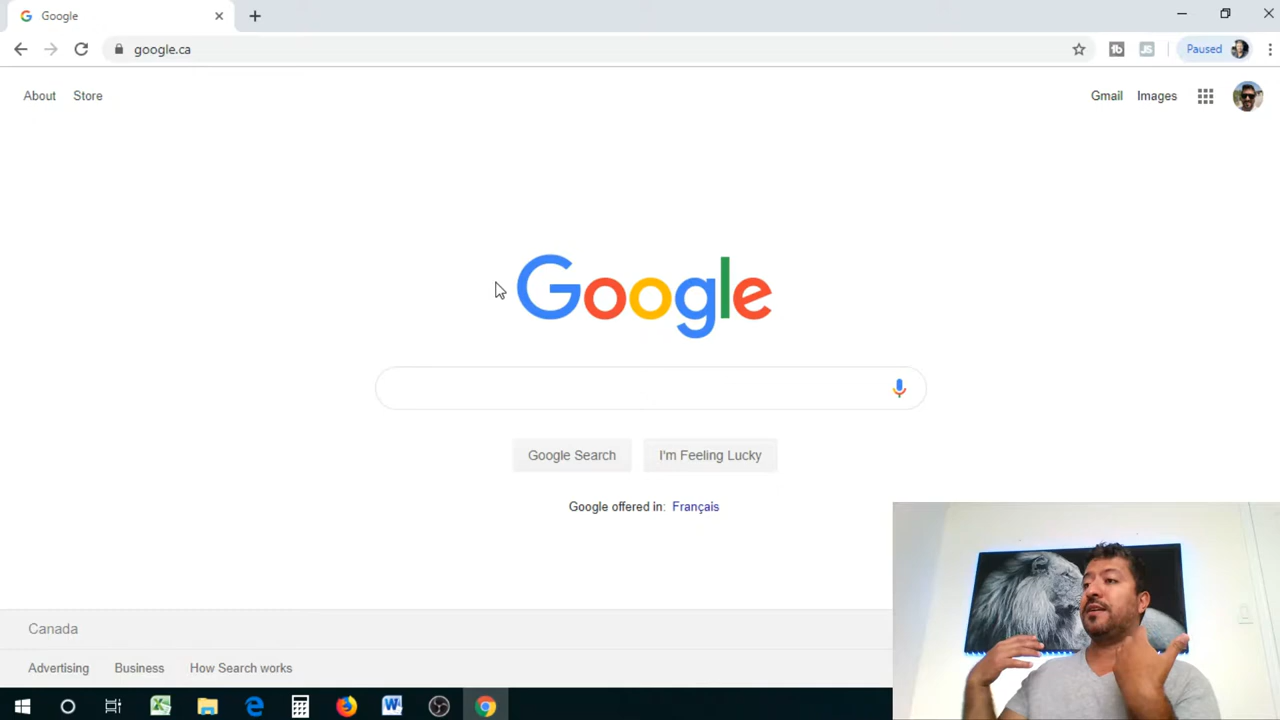 Google
google.ca
Paused
About Store
Gmail Images
Google
Google Search I'm Feeling Lucky
Google offered in: Français
Canada
Advertising Business How Search works